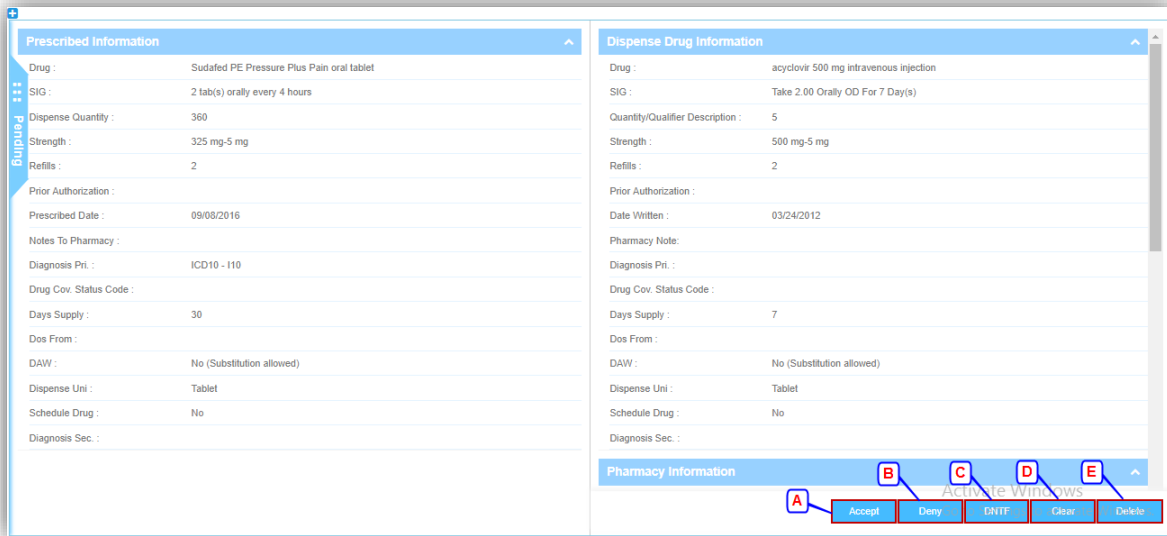 Prescribed Information
Drug : Sudafed PE Pressure Plus Pain oral tablet
SIG : 2 tab(s) orally every 4 hours
Dispense Quantity : 360
Strength : 325 mg-5 mg
Refills : 2
Prior Authorization :
Prescribed Date : 09/08/2016
Notes To Pharmacy :
Diagnosis Pri. : ICD10 - I10
Drug Cov. Status Code :
Days Supply : 30
Dos From :
DAW : No (Substitution allowed)
Dispense Uni : Tablet
Schedule Drug : No
Diagnosis Sec. :
Pending
Dispense Drug Information
Drug : acyclovir 500 mg intravenous injection
SIG : Take 2.00 Orally OD For 7 Day(s)
Quantity/Qualifier Description : 5
Strength : 500 mg-5 mg
Refills : 2
Prior Authorization :
Date Written : 03/24/2012
Pharmacy Note:
Diagnosis Pri. :
Drug Cov. Status Code :
Days Supply : 7
Dos From :
DAW : No (Substitution allowed)
Dispense Uni : Tablet
Schedule Drug : No
Diagnosis Sec. :
Pharmacy Information
A B C D E
Activate Windows
Accept Deny DNTF Clear Delete